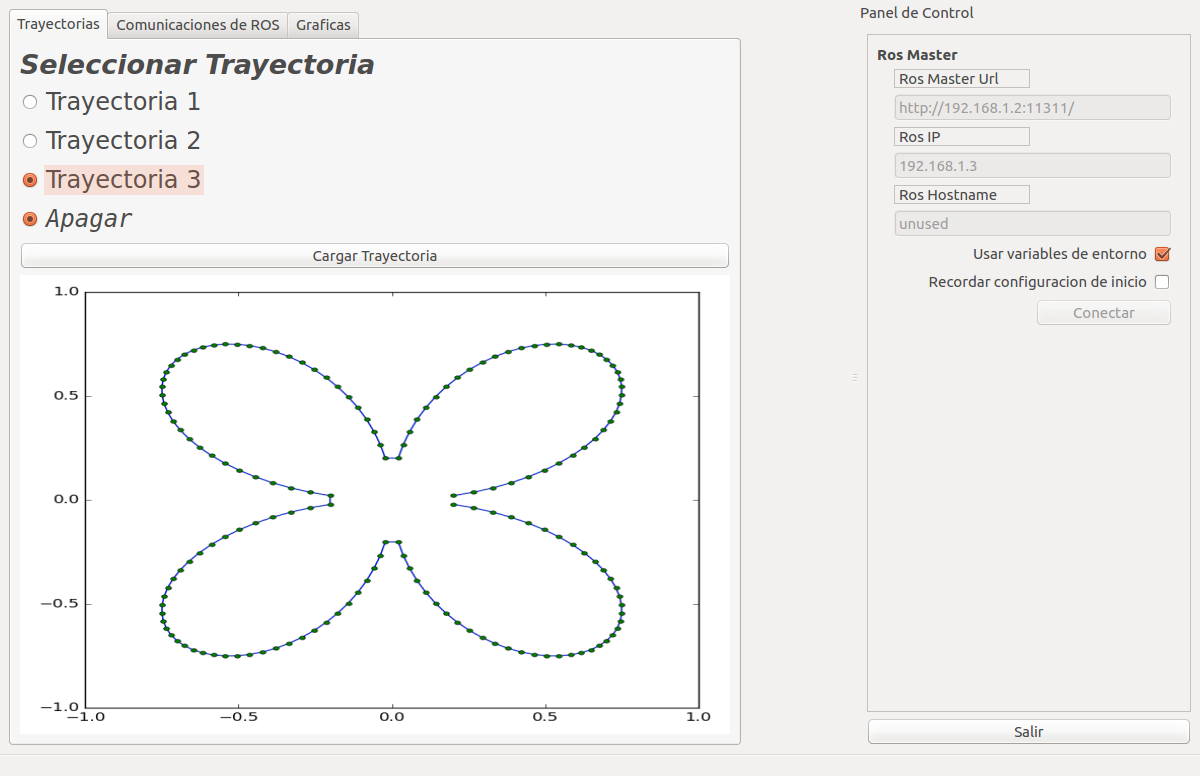 Trayectorias Comunicaciones de ROS Graficas
Seleccionar Trayectoria
Trayectoria 1
Trayectoria 2
Trayectoria 3
Apagar
Cargar Trayectoria
1.0
0.5
0.0
−0.5
−1.0
−1.0 −0.5 0.0 0.5 1.0
Panel de Control
Ros Master
Ros Master Url
http://192.168.1.2:11311/
Ros IP
192.168.1.3
Ros Hostname
unused
Usar variables de entorno
Recordar configuracion de inicio
Conectar
Salir